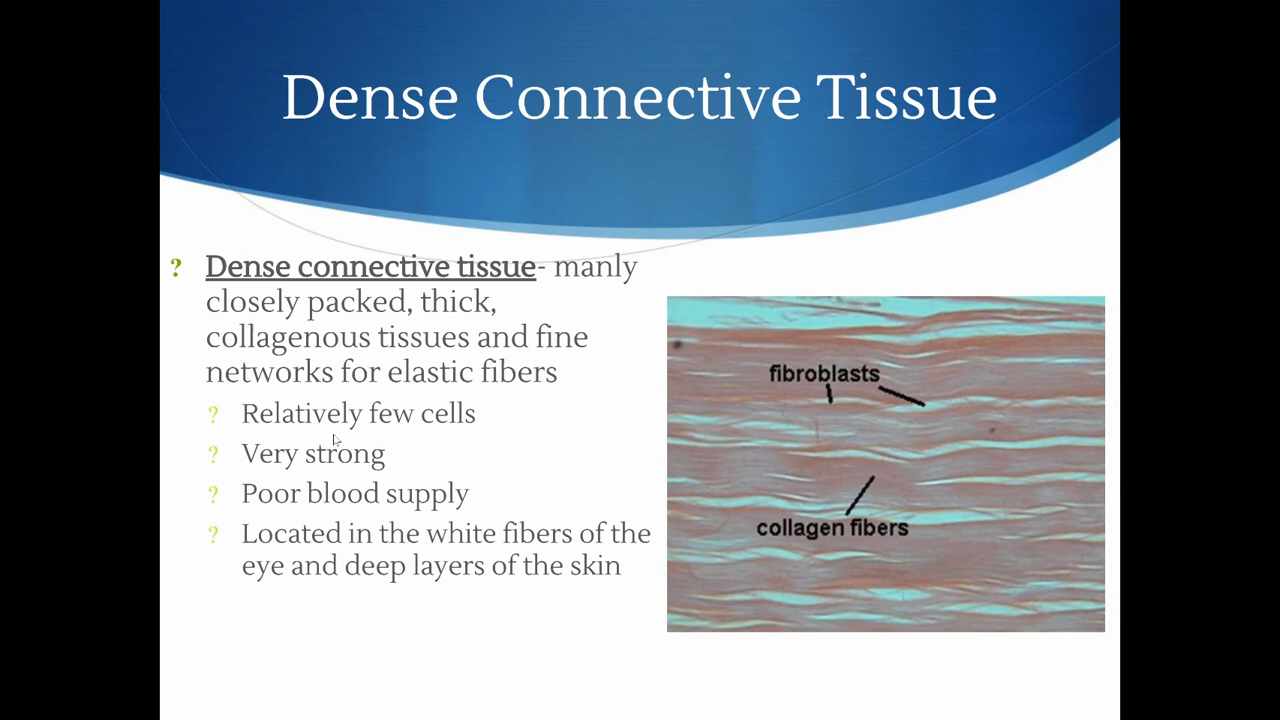 Dense Connective Tissue
? Dense connective tissue- manly
closely packed, thick,
collagenous tissues and fine
networks for elastic fibers
? Relatively few cells
? Very strong
? Poor blood supply
? Located in the white fibers of the
eye and deep layers of the skin
fibroblasts
collagen fibers